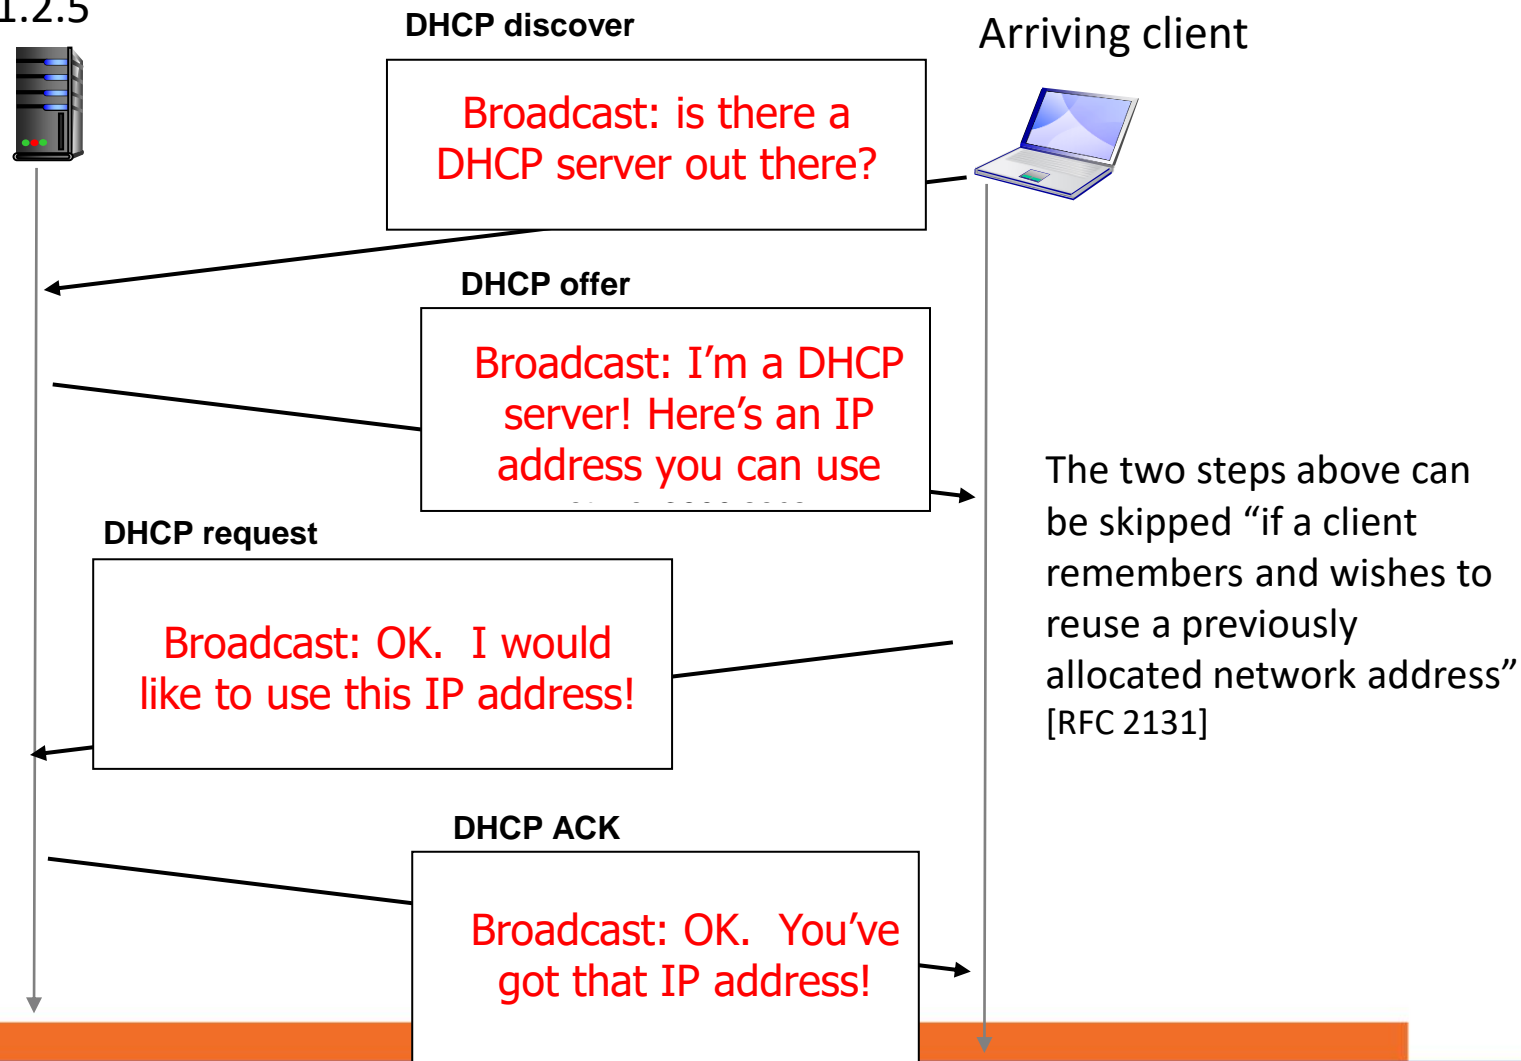 1.2.5
DHCP discover
Arriving client
Broadcast: is there a
DHCP server out there?
DHCP offer
Broadcast: I’m a DHCP
server! Here’s an IP
address you can use
The two steps above can
be skipped “if a client
remembers and wishes to
reuse a previously
allocated network address”
[RFC 2131]
DHCP request
Broadcast: OK.  I would
like to use this IP address!
DHCP ACK
Broadcast: OK.  You’ve
got that IP address!